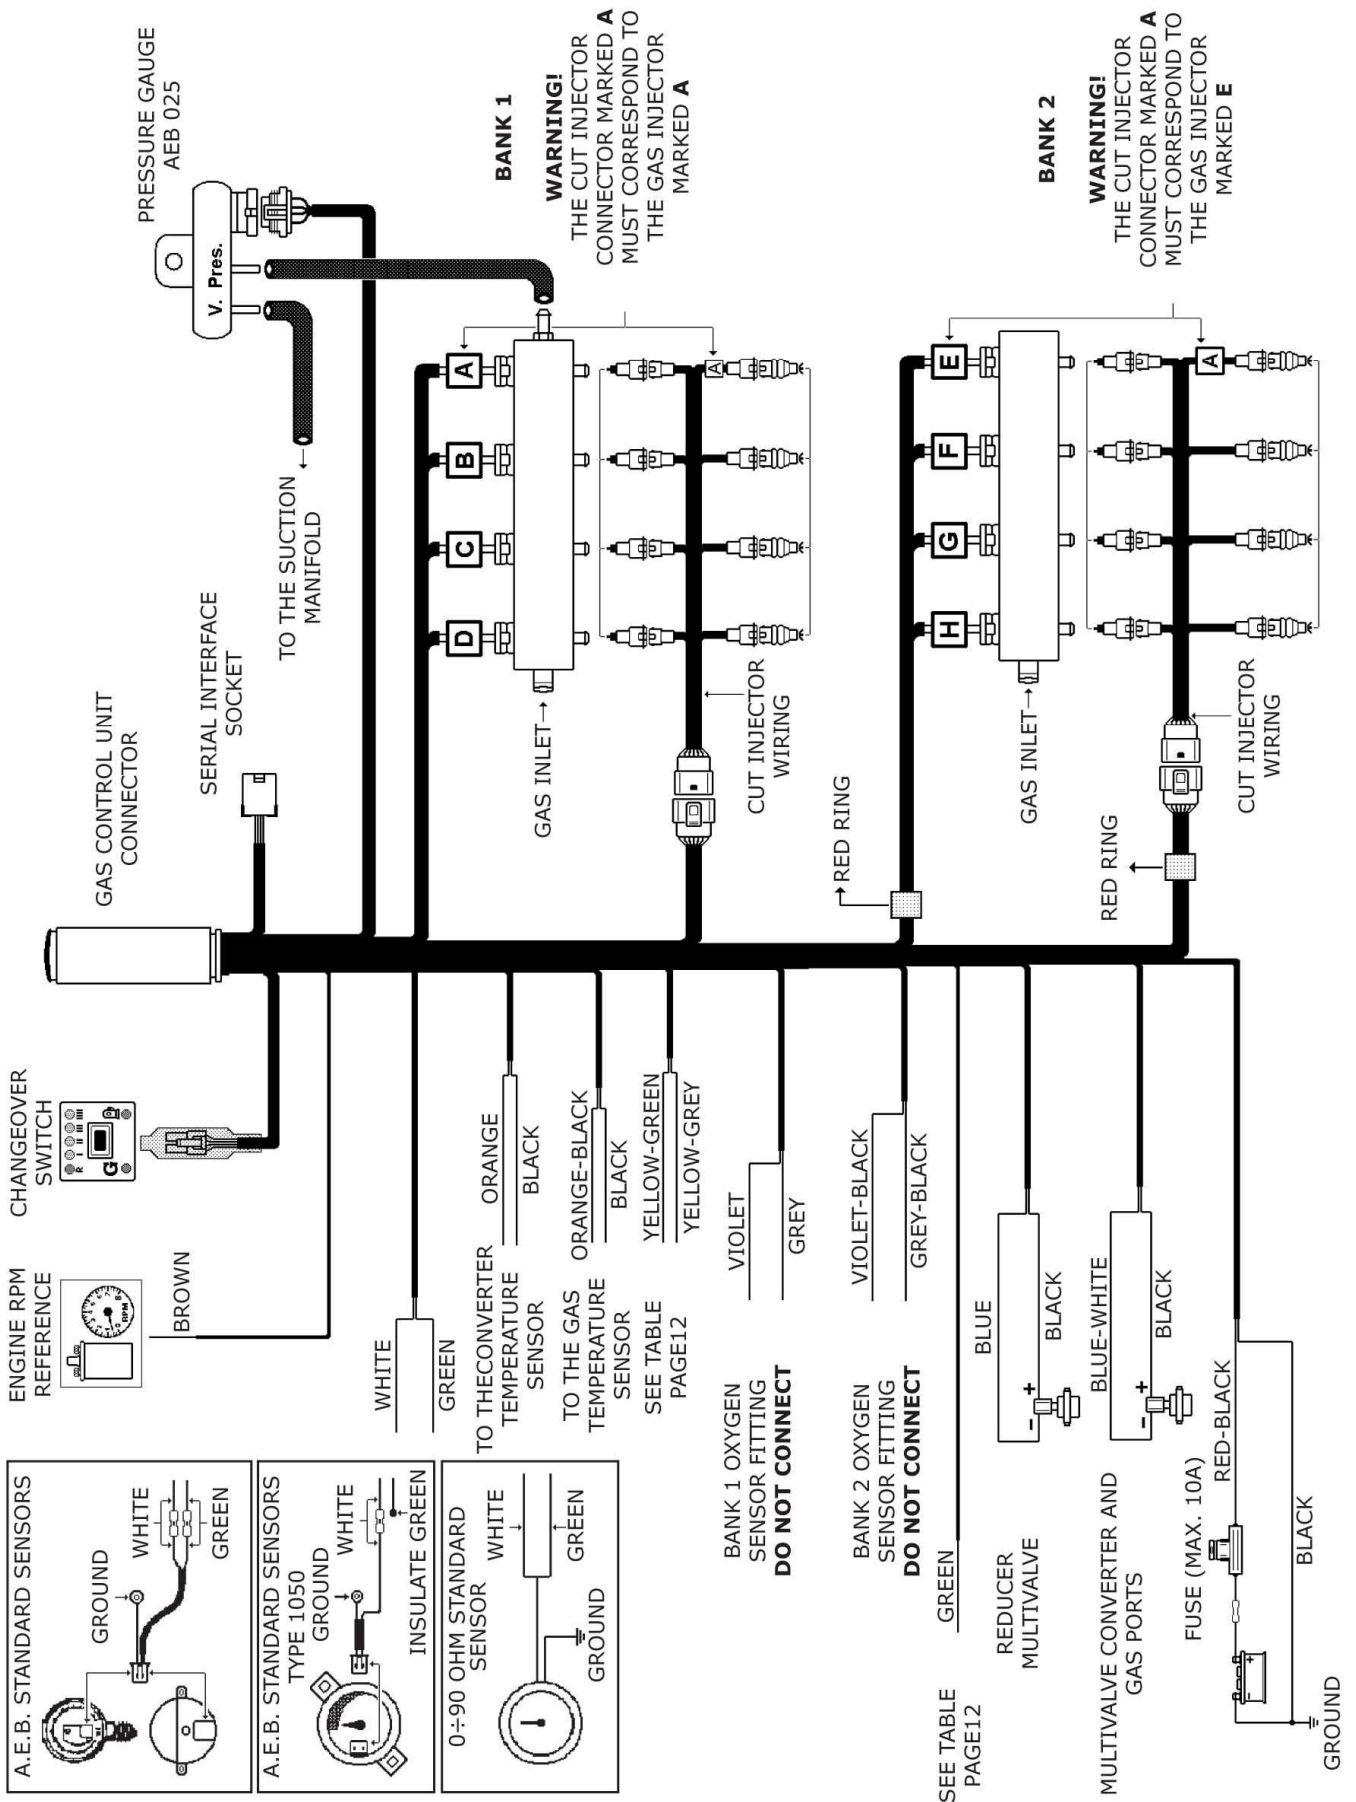 PRESSURE GAUGE
AEB 025
V. Pres.
TO THE SUCTION
MANIFOLD
SERIAL INTERFACE
SOCKET
GAS CONTROL UNIT
CONNECTOR
CHANGEOVER
SWITCH
R I II III IIII
G
ENGINE RPM
REFERENCE
RPM
BROWN
BANK 1
WARNING!
THE CUT INJECTOR
CONNECTOR MARKED A
MUST CORRESPOND TO
THE GAS INJECTOR
MARKED A
D
C
B
A
A
GAS INLET
CUT INJECTOR
WIRING
BANK 2
WARNING!
THE CUT INJECTOR
CONNECTOR MARKED A
MUST CORRESPOND TO
THE GAS INJECTOR
MARKED E
H
G
F
E
A
GAS INLET
CUT INJECTOR
WIRING
RED RING
RED RING
WHITE
GREEN
ORANGE
BLACK
TO THECONVERTER
TEMPERATURE
SENSOR
ORANGE-BLACK
BLACK
TO THE GAS
TEMPERATURE
SENSOR
YELLOW-GREEN
YELLOW-GREY
SEE TABLE
PAGE12
VIOLET
GREY
BANK 1 OXYGEN
SENSOR FITTING
DO NOT CONNECT
VIOLET-BLACK
GREY-BLACK
BANK 2 OXYGEN
SENSOR FITTING
DO NOT CONNECT
GREEN
SEE TABLE
PAGE12
BLUE
BLACK
- +
REDUCER
MULTIVALVE
BLUE-WHITE
BLACK
- +
MULTIVALVE CONVERTER AND
GAS PORTS
RED-BLACK
FUSE (MAX. 10A)
BLACK
- +
GROUND
A.E.B. STANDARD SENSORS
GROUND
WHITE
GREEN
A.E.B. STANDARD SENSORS
TYPE 1050
GROUND
WHITE
INSULATE GREEN
0÷90 OHM STANDARD
SENSOR
WHITE
GREEN
GROUND